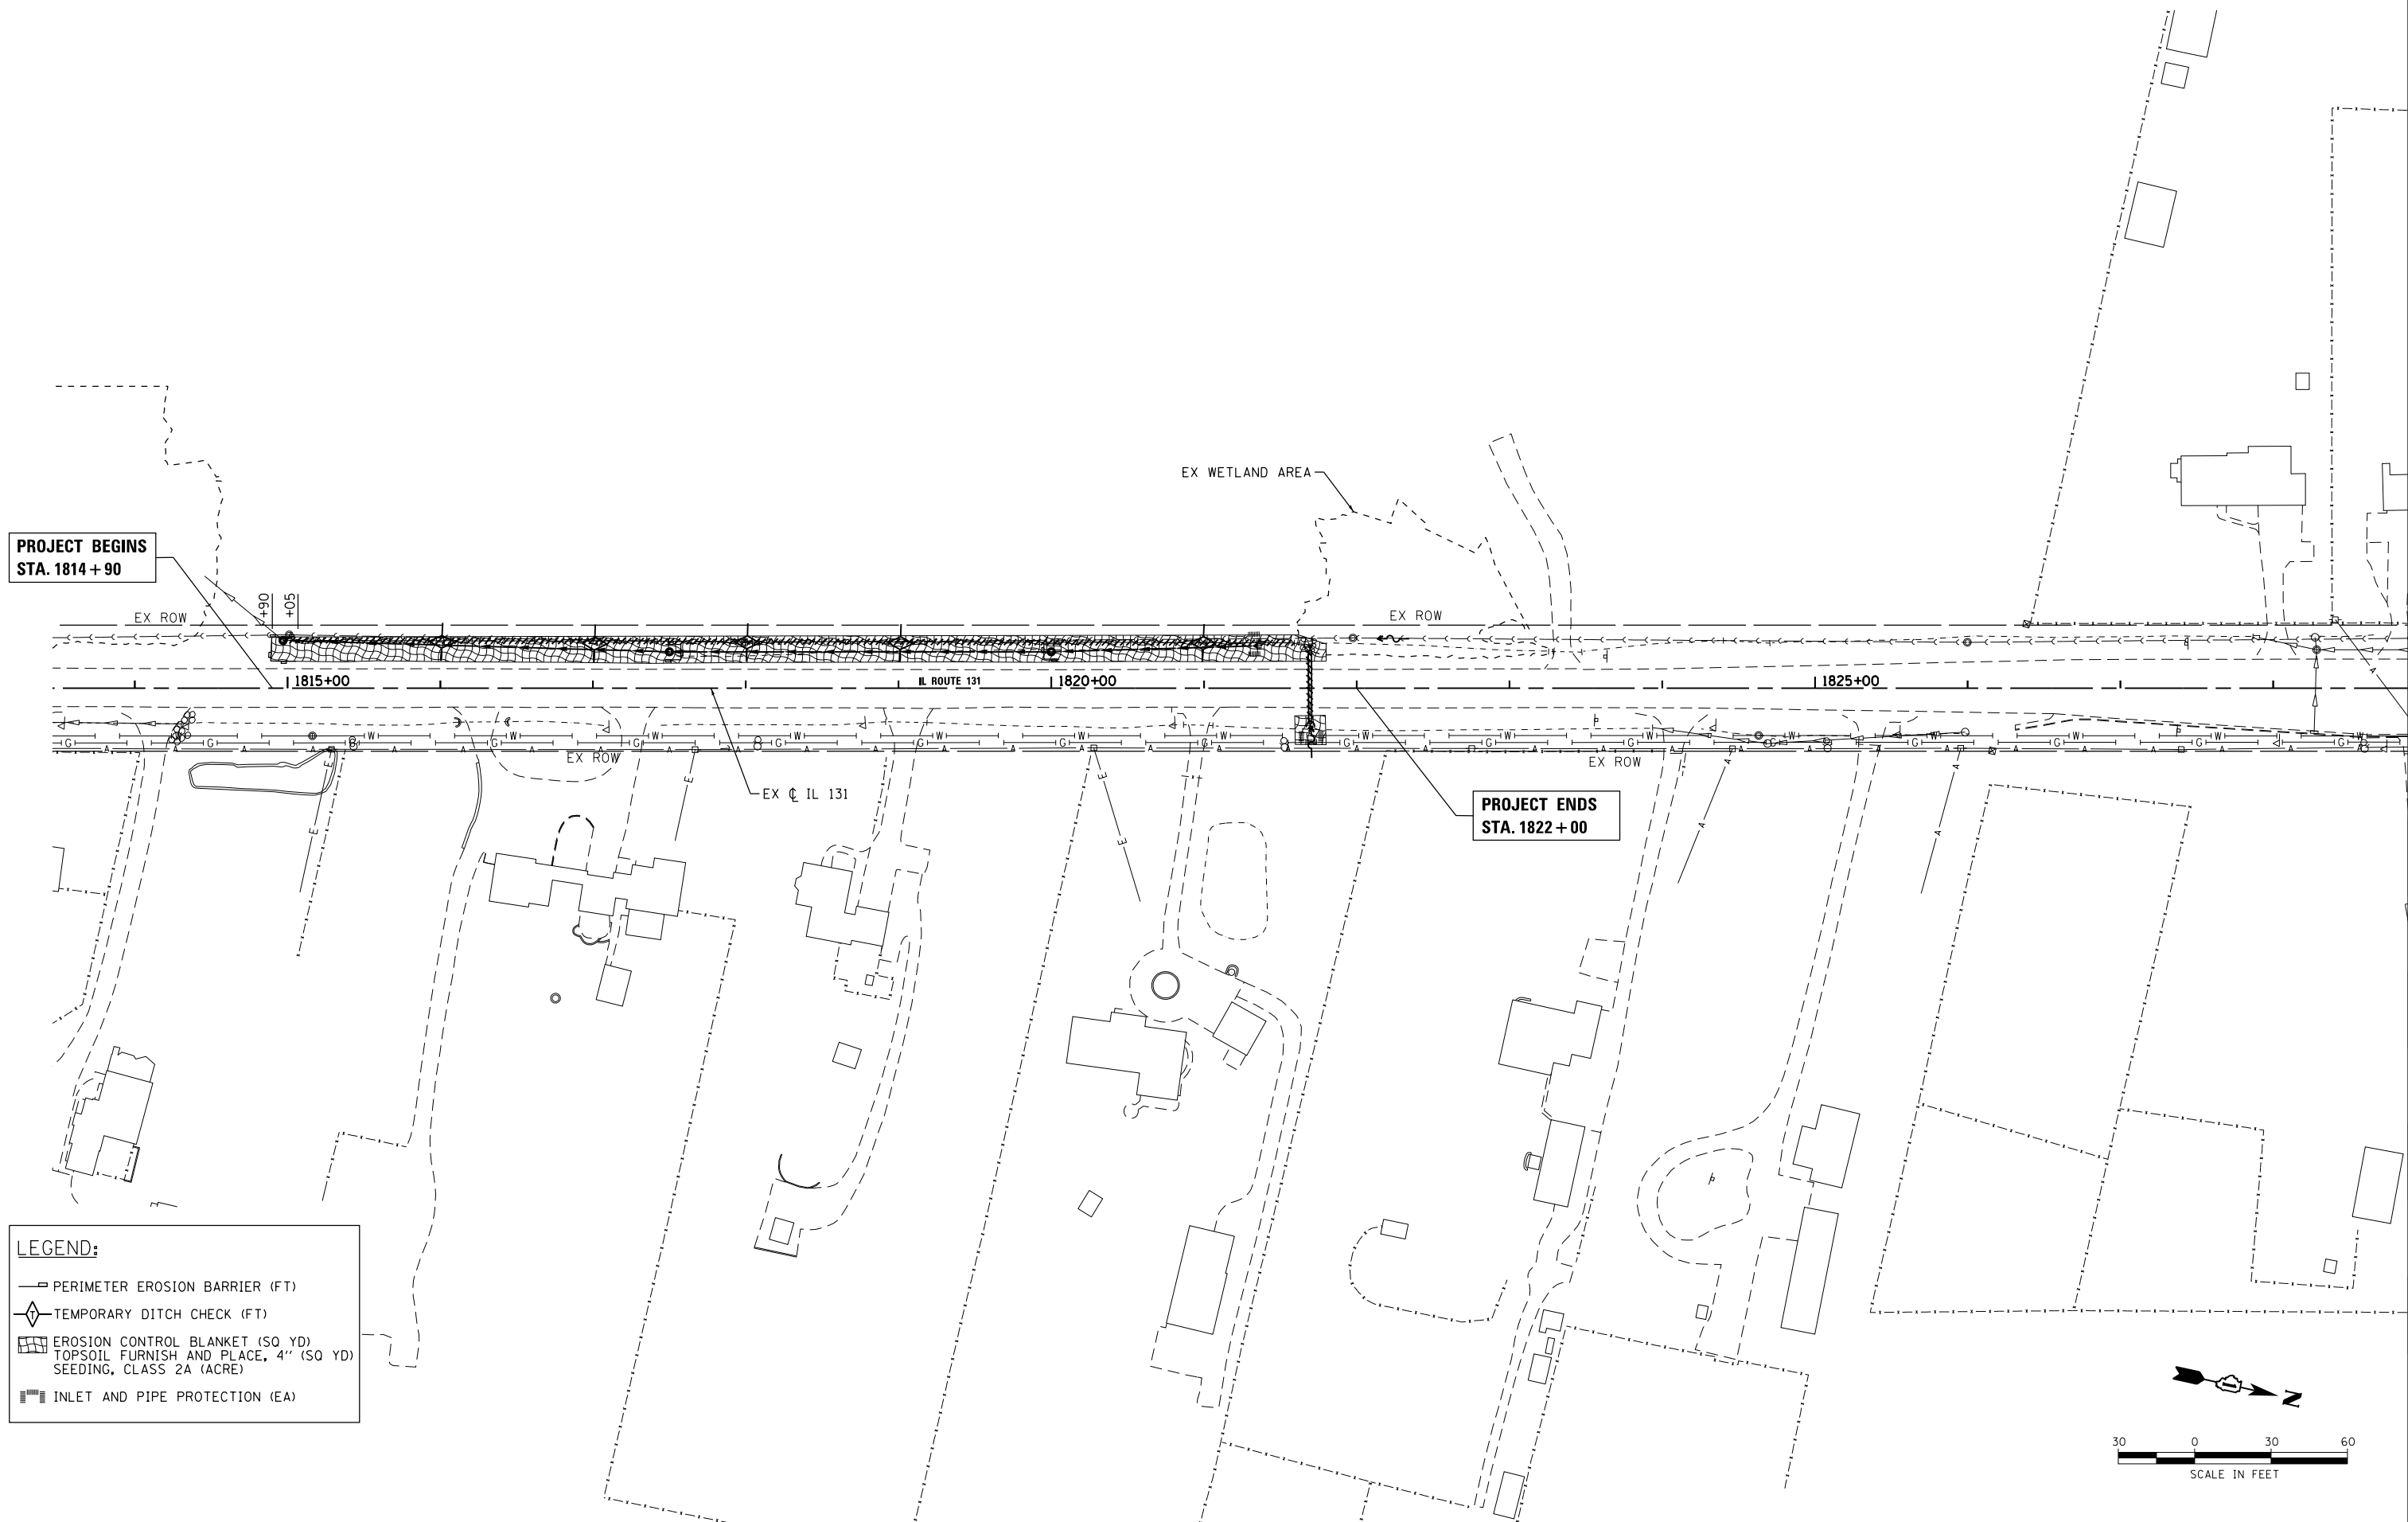 EX WETLAND AREA
PROJECT BEGINS
STA. 1814+90
+90
+05
EX ROW
EX ROW
1815+00
IL ROUTE 131
1820+00
1825+00
EX ROW
EX ROW
EX ℄ IL 131
PROJECT ENDS
STA. 1822+00
LEGEND:
PERIMETER EROSION BARRIER (FT)
T TEMPORARY DITCH CHECK (FT)
EROSION CONTROL BLANKET (SQ YD)
TOPSOIL FURNISH AND PLACE, 4" (SQ YD)
SEEDING, CLASS 2A (ACRE)
INLET AND PIPE PROTECTION (EA)
N
30 0 30 60
SCALE IN FEET